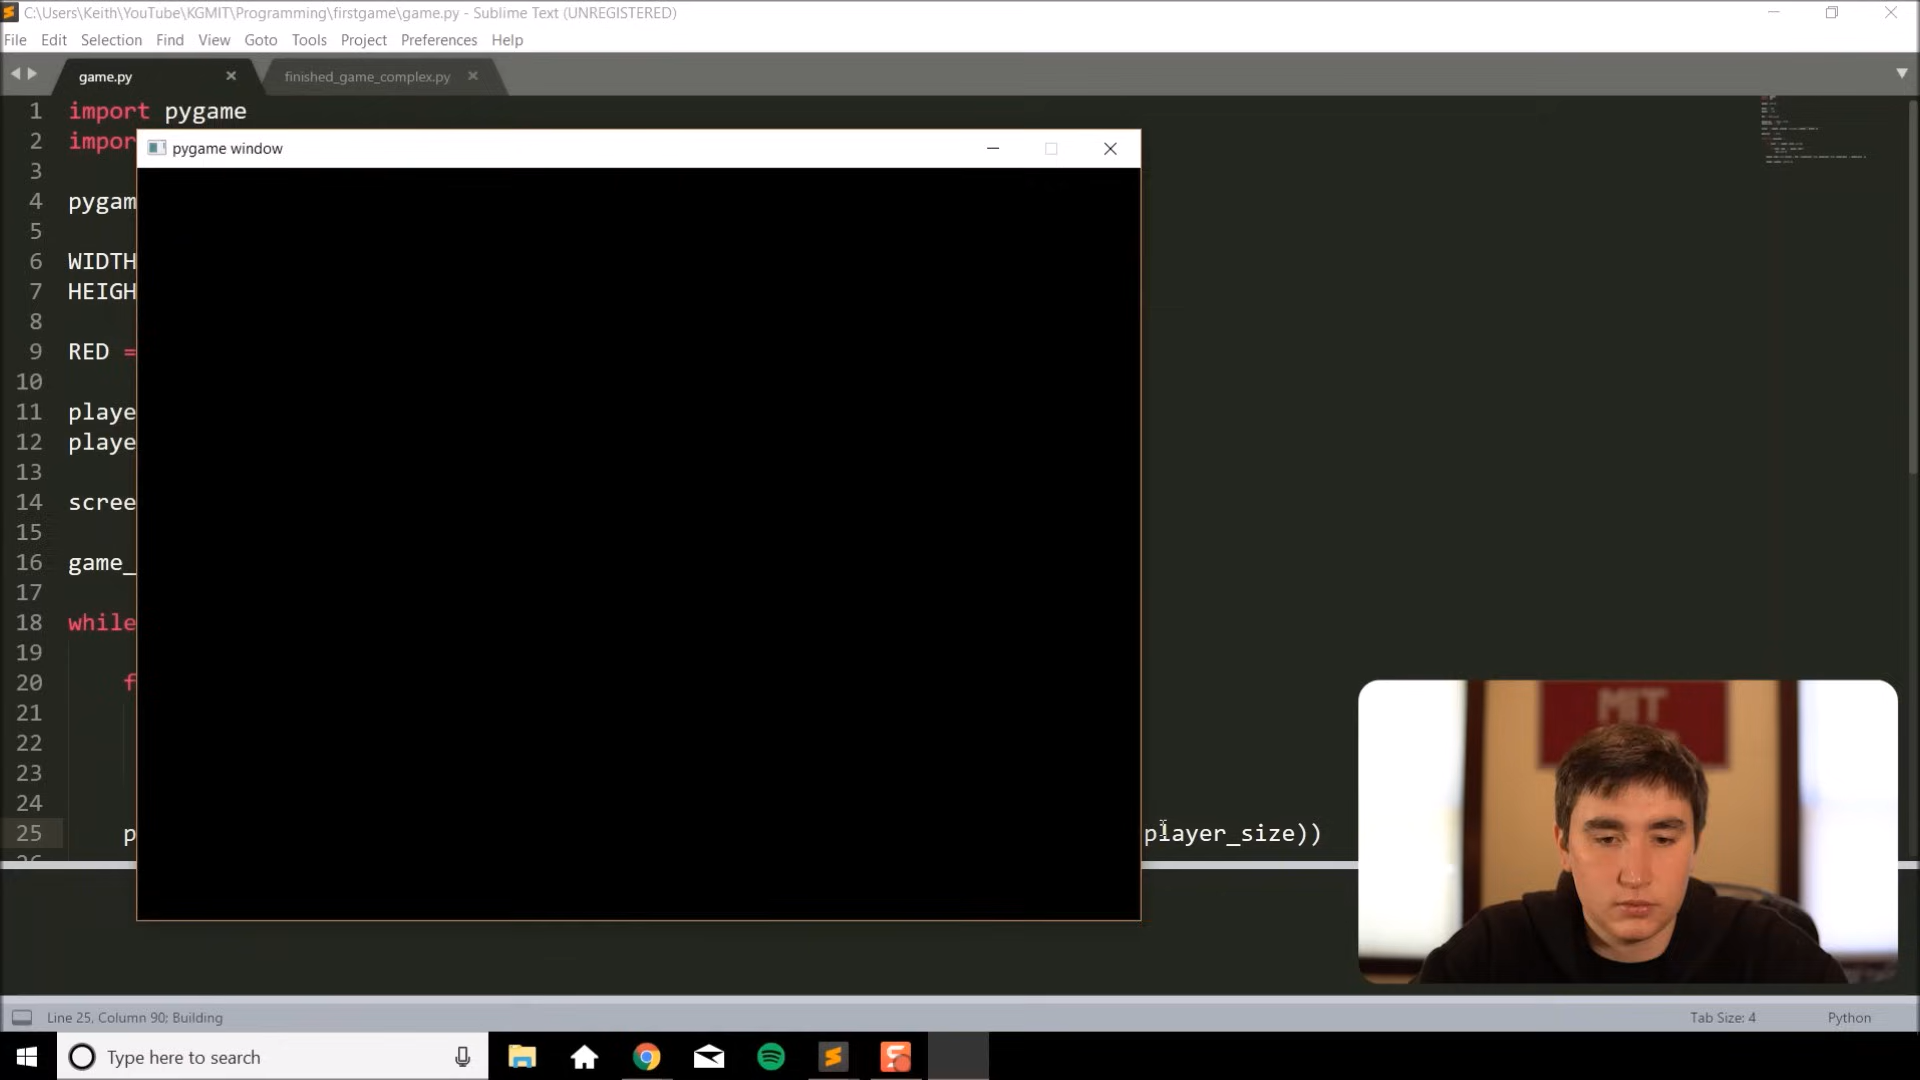 C:\Users\Keith\YouTube\KGMIT\Programming\firstgame\game.py - Sublime Text (UNREGISTERED)
File Edit Selection Find View Goto Tools Project Preferences Help
game.py
finished_game_complex.py
1 import pygame
2 impor
pygame window
3
4 pygam
5
6 WIDTH
7 HEIGH
8
9 RED =
10
11 playe
12 playe
13
14 scree
15
16 game_
17
18 while
19
20 f
21
22
23
24
25 p player_size))
26
MIT
Line 25, Column 90; Building
Tab Size: 4
Python
Type here to search